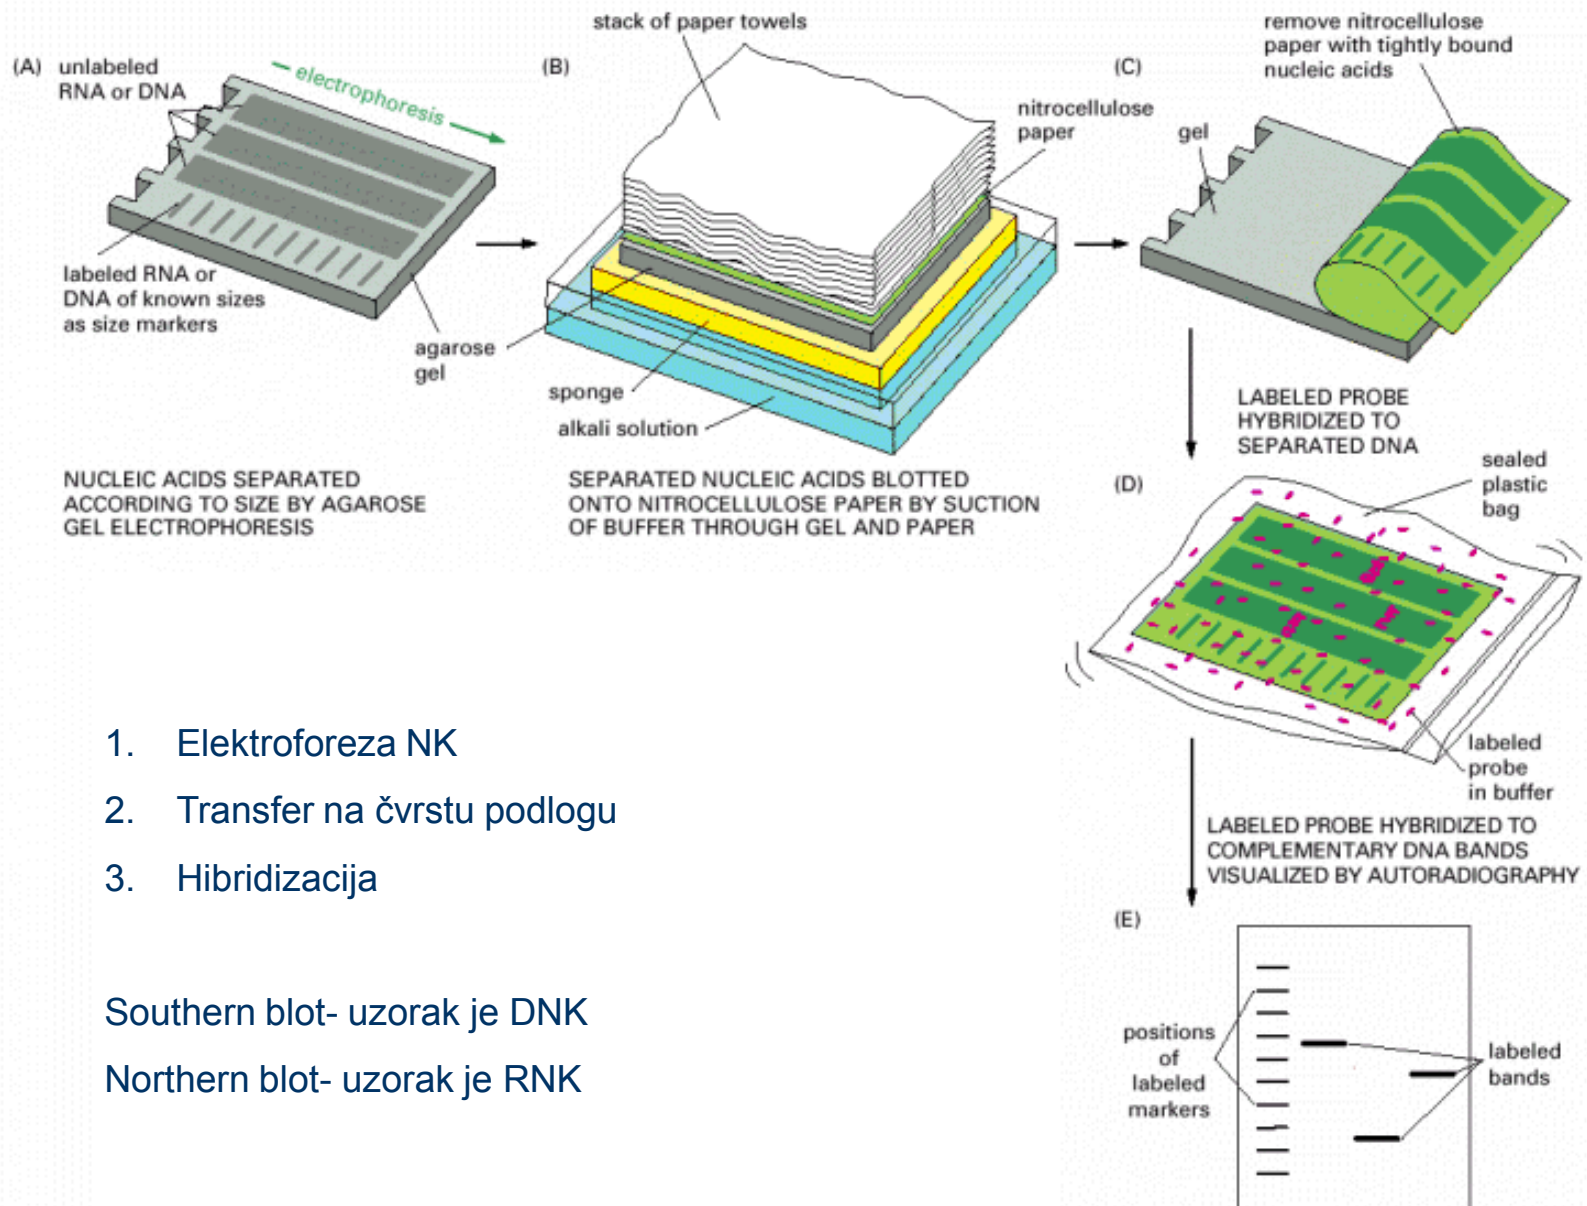 (A) unlabeled
RNA or DNA
electrophoresis
labeled RNA or
DNA of known sizes
as size markers
agarose
gel
NUCLEIC ACIDS SEPARATED
ACCORDING TO SIZE BY AGAROSE
GEL ELECTROPHORESIS
(B)
stack of paper towels
nitrocellulose
paper
sponge
alkali solution
SEPARATED NUCLEIC ACIDS BLOTTED
ONTO NITROCELLULOSE PAPER BY SUCTION
OF BUFFER THROUGH GEL AND PAPER
(C)
remove nitrocellulose
paper with tightly bound
nucleic acids
gel
LABELED PROBE
HYBRIDIZED TO
SEPARATED DNA
(D)
sealed
plastic
bag
labeled
probe
in buffer
LABELED PROBE HYBRIDIZED TO
COMPLEMENTARY DNA BANDS
VISUALIZED BY AUTORADIOGRAPHY
(E)
positions
of
labeled
markers
labeled
bands
1. Elektroforeza NK
2. Transfer na čvrstu podlogu
3. Hibridizacija
Southern blot- uzorak je DNK
Northern blot- uzorak je RNK